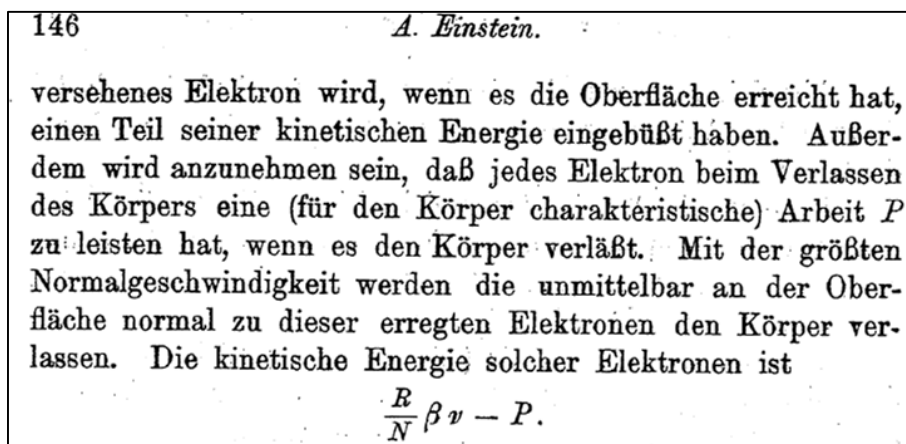 146 A. Einstein.
versehenes Elektron wird, wenn es die Oberfläche erreicht hat,
einen Teil seiner kinetischen Energie eingebüßt haben. Außer-
dem wird anzunehmen sein, daß jedes Elektron beim Verlassen
des Körpers eine (für den Körper charakteristische) Arbeit P
zu leisten hat, wenn es den Körper verläßt. Mit der größten
Normalgeschwindigkeit werden die unmittelbar an der Ober-
fläche normal zu dieser erregten Elektronen den Körper ver-
lassen. Die kinetische Energie solcher Elektronen ist
R/N β ν − P.